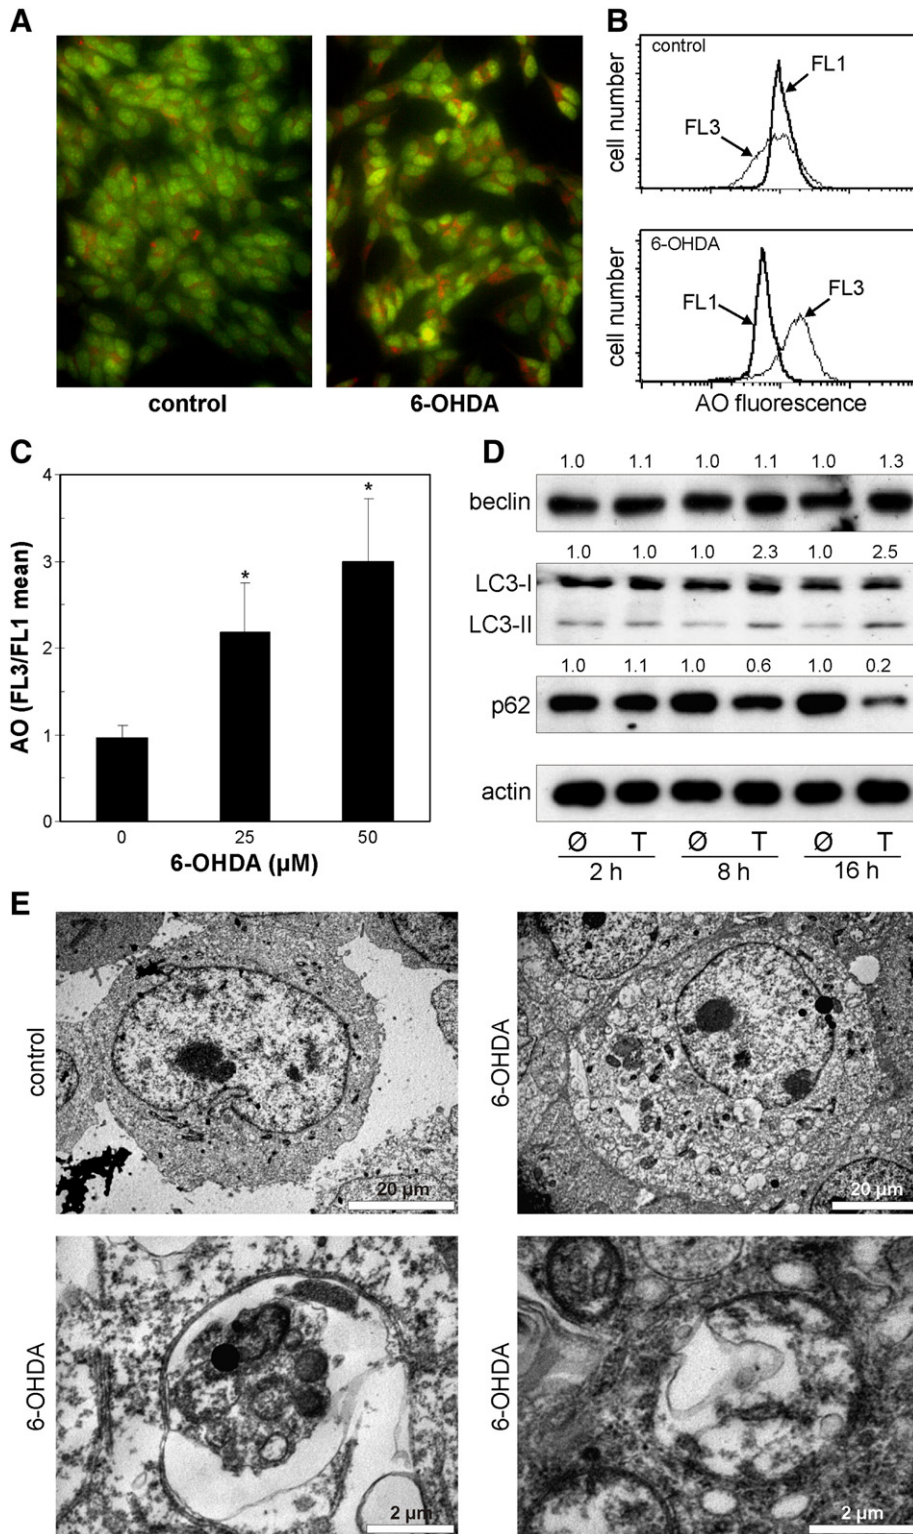 A
control
6-OHDA
B
control
FL1
FL3
cell number
6-OHDA
FL1
FL3
cell number
AO fluorescence
C
4
3
2
1
0
*
*
AO (FL3/FL1 mean)
0 25 50
6-OHDA (µM)
D
1.0 1.1 1.0 1.1 1.0 1.3
beclin
1.0 1.0 1.0 2.3 1.0 2.5
LC3-I
LC3-II
1.0 1.1 1.0 0.6 1.0 0.2
p62
actin
Ø T Ø T Ø T
2 h 8 h 16 h
E
control
20 µm
6-OHDA
20 µm
6-OHDA
2 µm
6-OHDA
2 µm